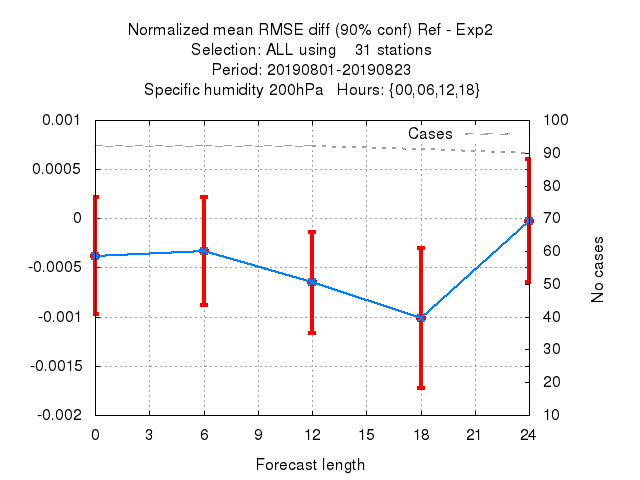 Normalized mean RMSE diff (90% conf) Ref - Exp2
Selection: ALL using    31 stations
Period: 20190801-20190823
Specific humidity 200hPa   Hours: {00,06,12,18}
0.001
0.0005
0
-0.0005
-0.001
-0.0015
-0.002
Cases
100
90
80
70
60
50
40
30
20
10
No cases
0 3 6 9 12 15 18 21 24
Forecast length